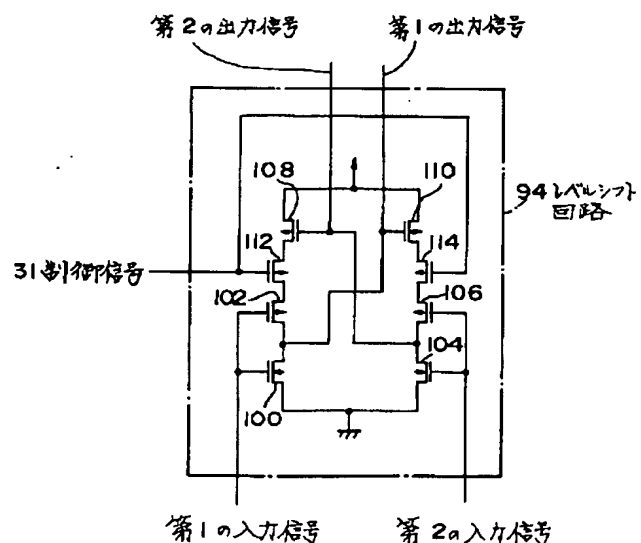 第2の出力信号
第1の出力信号
108
110
94レベルシフト
回路
112
114
31制御信号
102
106
104
100
第1の入力信号
第2の入力信号